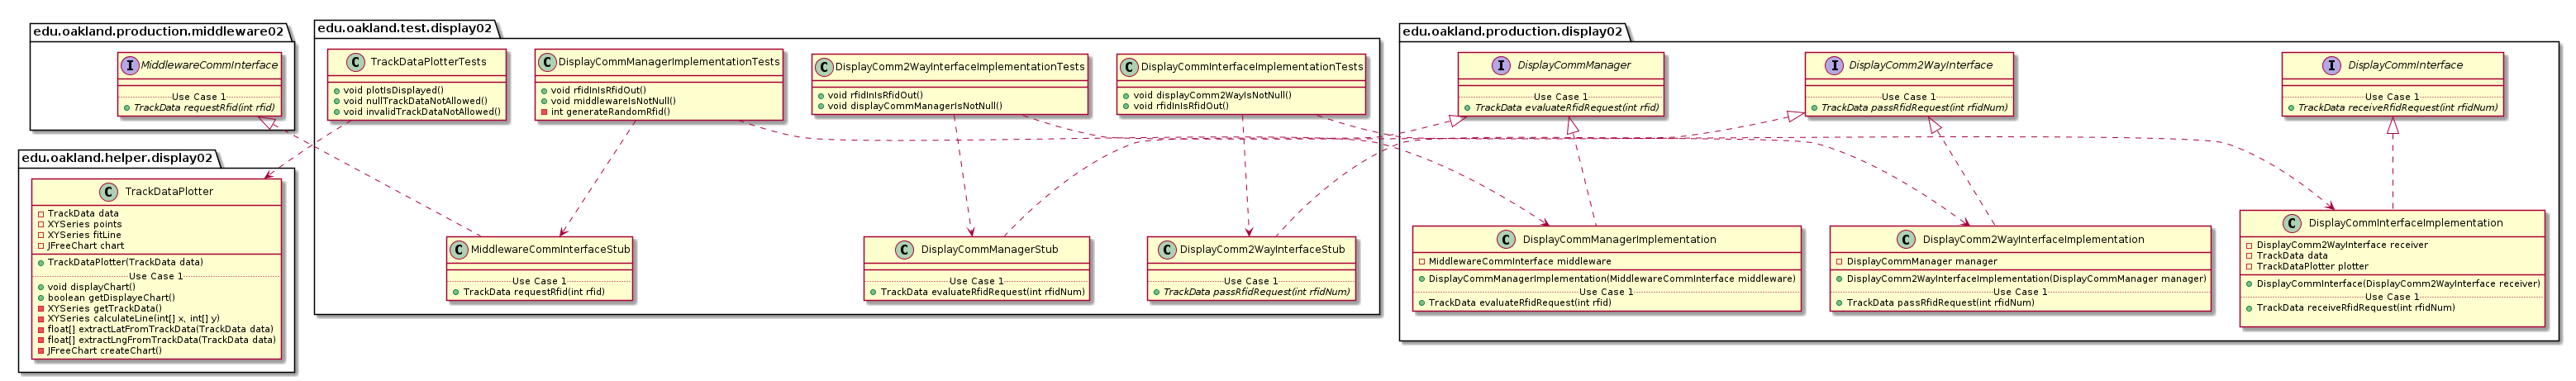 edu.oakland.production.middleware02
I MiddlewareCommInterface
Use Case 1
TrackData requestRfid(int rfid)
edu.oakland.helper.display02
C TrackDataPlotter
TrackData data
XYSeries points
XYSeries fitLine
JFreeChart chart
TrackDataPlotter(TrackData data)
Use Case 1
void displayChart()
boolean getDisplayeChart()
XYSeries getTrackData()
XYSeries calculateLine(int[] x, int[] y)
float[] extractLatFromTrackData(TrackData data)
float[] extractLngFromTrackData(TrackData data)
JFreeChart createChart()
edu.oakland.test.display02
C TrackDataPlotterTests
void plotIsDisplayed()
void nullTrackDataNotAllowed()
void invalidTrackDataNotAllowed()
C DisplayCommManagerImplementationTests
void rfidInIsRfidOut()
void middlewareIsNotNull()
int generateRandomRfid()
C DisplayComm2WayInterfaceImplementationTests
void rfidInIsRfidOut()
void displayCommManagerIsNotNull()
C DisplayCommInterfaceImplementationTests
void displayComm2WayIsNotNull()
void rfidInIsRfidOut()
C MiddlewareCommInterfaceStub
Use Case 1
TrackData requestRfid(int rfid)
C DisplayCommManagerStub
Use Case 1
TrackData evaluateRfidRequest(int rfidNum)
C DisplayComm2WayInterfaceStub
Use Case 1
TrackData passRfidRequest(int rfidNum)
edu.oakland.production.display02
I DisplayCommManager
Use Case 1
TrackData evaluateRfidRequest(int rfid)
I DisplayComm2WayInterface
Use Case 1
TrackData passRfidRequest(int rfidNum)
I DisplayCommInterface
Use Case 1
TrackData receiveRfidRequest(int rfidNum)
C DisplayCommManagerImplementation
MiddlewareCommInterface middleware
DisplayCommManagerImplementation(MiddlewareCommInterface middleware)
Use Case 1
TrackData evaluateRfidRequest(int rfid)
C DisplayComm2WayInterfaceImplementation
DisplayCommManager manager
DisplayComm2WayInterfaceImplementation(DisplayCommManager manager)
Use Case 1
TrackData passRfidRequest(int rfidNum)
C DisplayCommInterfaceImplementation
DisplayComm2WayInterface receiver
TrackData data
TrackDataPlotter plotter
DisplayCommInterface(DisplayComm2WayInterface receiver)
Use Case 1
TrackData receiveRfidRequest(int rfidNum)